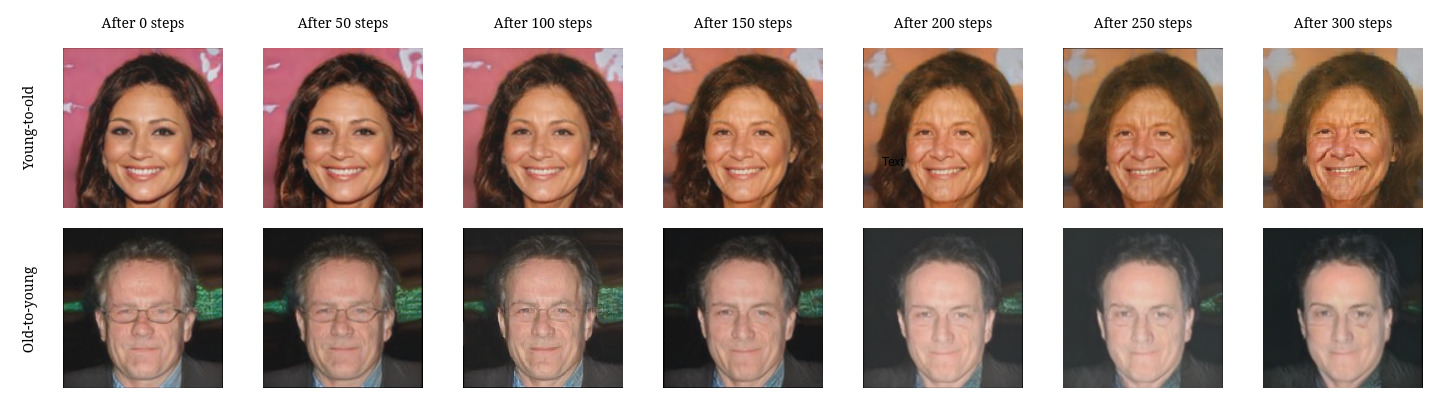 After 0 steps
After 50 steps
After 100 steps
After 150 steps
After 200 steps
After 250 steps
After 300 steps
Young-to-old
Text
Old-to-young